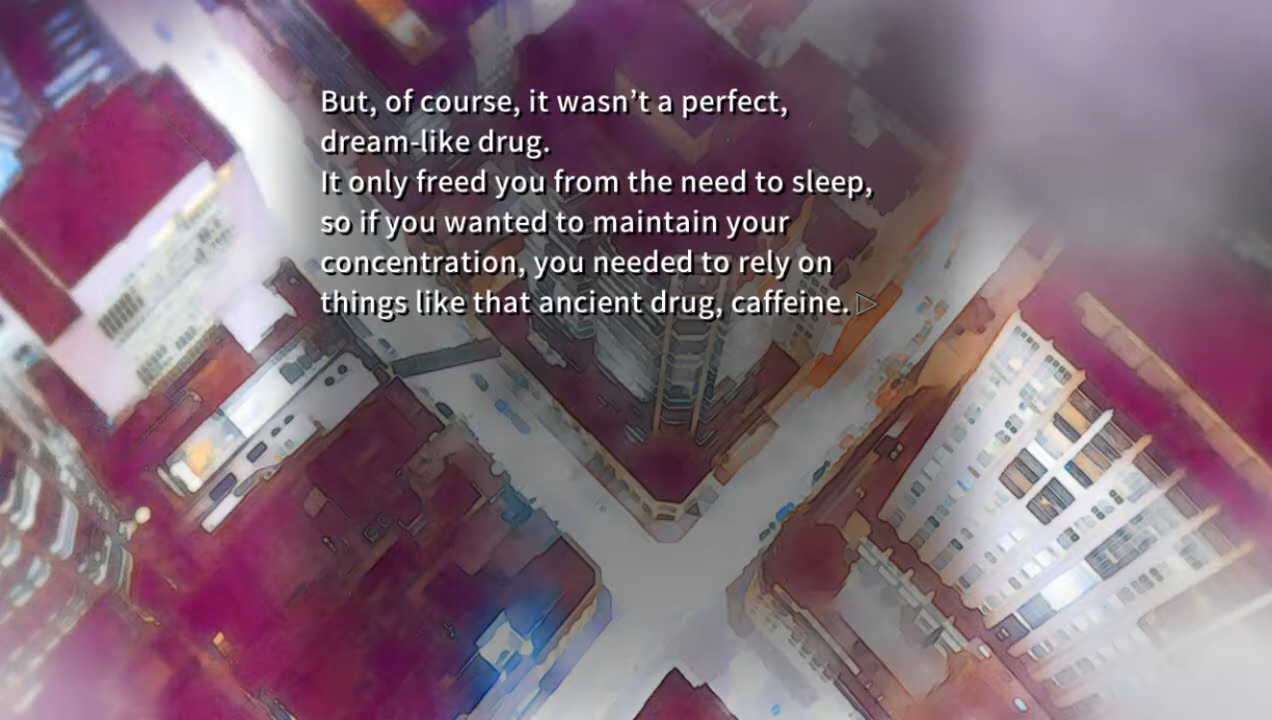 But, of course, it wasn’t a perfect,
dream-like drug.
It only freed you from the need to sleep,
so if you wanted to maintain your
concentration, you needed to rely on
things like that ancient drug, caffeine.